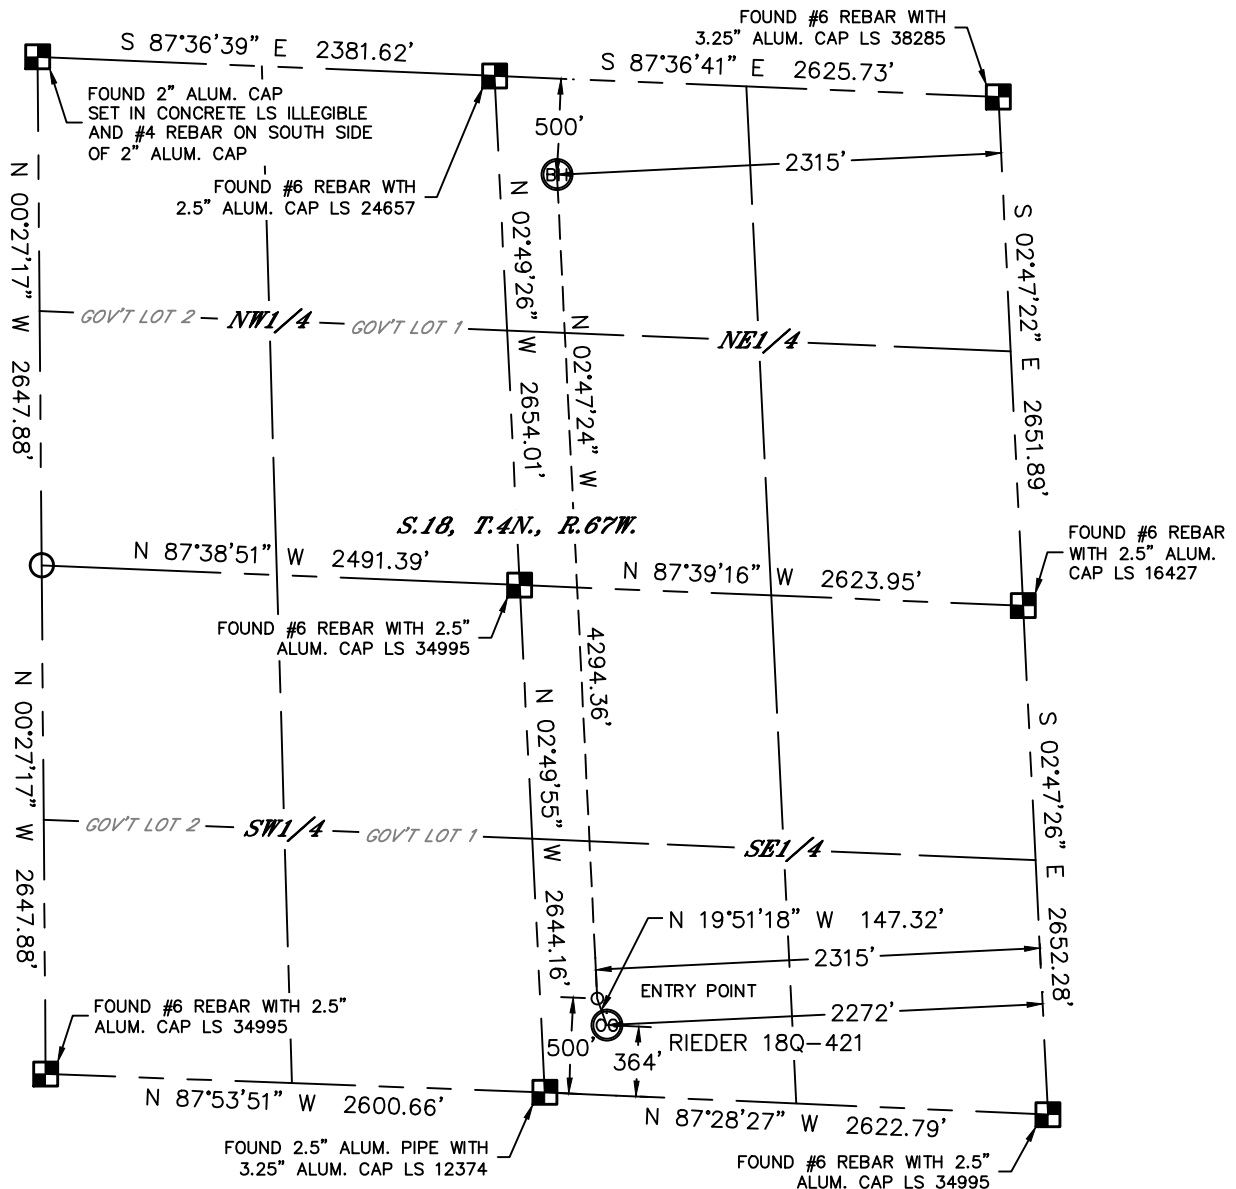 FOUND #6 REBAR WITH
3.25" ALUM. CAP LS 38285
S 87°36'39" E 2381.62'
S 87°36'41" E 2625.73'
FOUND 2" ALUM. CAP
SET IN CONCRETE LS ILLEGIBLE
AND #4 REBAR ON SOUTH SIDE
OF 2" ALUM. CAP
500'
BH
2315'
FOUND #6 REBAR WTH
2.5" ALUM. CAP LS 24657
N 00°27'17" W 2647.88'
N 02°49'26" W 2654.01'
N 02°47'24" W 4294.36'
S 02°47'22" E 2651.89'
GOV'T LOT 2
NW1/4
GOV'T LOT 1
NE1/4
S.18, T.4N., R.67W.
FOUND #6 REBAR
WITH 2.5" ALUM.
CAP LS 16427
N 87°38'51" W 2491.39'
N 87°39'16" W 2623.95'
FOUND #6 REBAR WITH 2.5"
ALUM. CAP LS 34995
N 00°27'17" W 2647.88'
N 02°49'55" W 2644.16'
S 02°47'26" E 2652.28'
GOV'T LOT 2
SW1/4
GOV'T LOT 1
SE1/4
N 19°51'18" W 147.32'
2315'
ENTRY POINT
FOUND #6 REBAR WITH 2.5"
ALUM. CAP LS 34995
2272'
OG
RIEDER 18Q-421
500'
364'
N 87°53'51" W 2600.66'
N 87°28'27" W 2622.79'
FOUND 2.5" ALUM. PIPE WITH
3.25" ALUM. CAP LS 12374
FOUND #6 REBAR WITH 2.5"
ALUM. CAP LS 34995